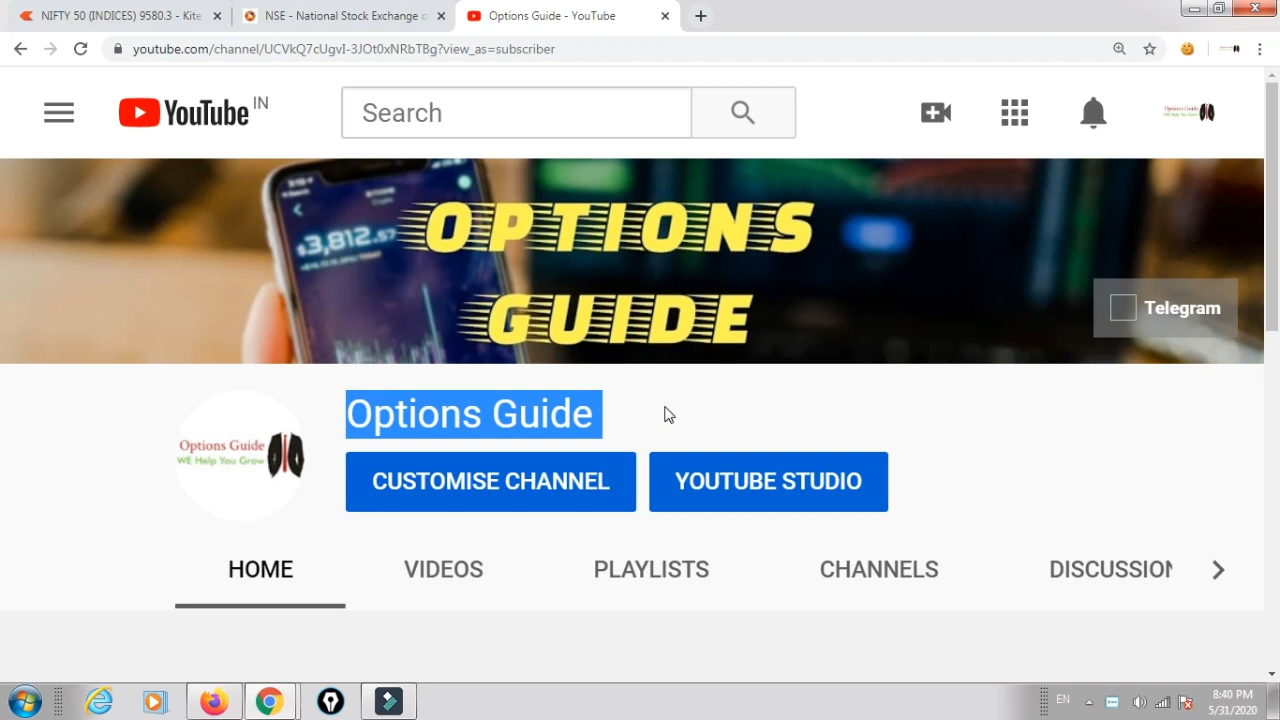 NIFTY 50 (INDICES) 9580.3 - Kite
NSE - National Stock Exchange o
Options Guide - YouTube
youtube.com/channel/UCVkQ7cUgvI-3JOt0xNRbTBg?view_as=subscriber
YouTube IN
Search
$3,812.57
OPTIONS
GUIDE
Telegram
Options Guide
WE Help You Grow
Options Guide
CUSTOMISE CHANNEL
YOUTUBE STUDIO
HOME
VIDEOS
PLAYLISTS
CHANNELS
DISCUSSION
EN
8:40 PM
5/31/2020